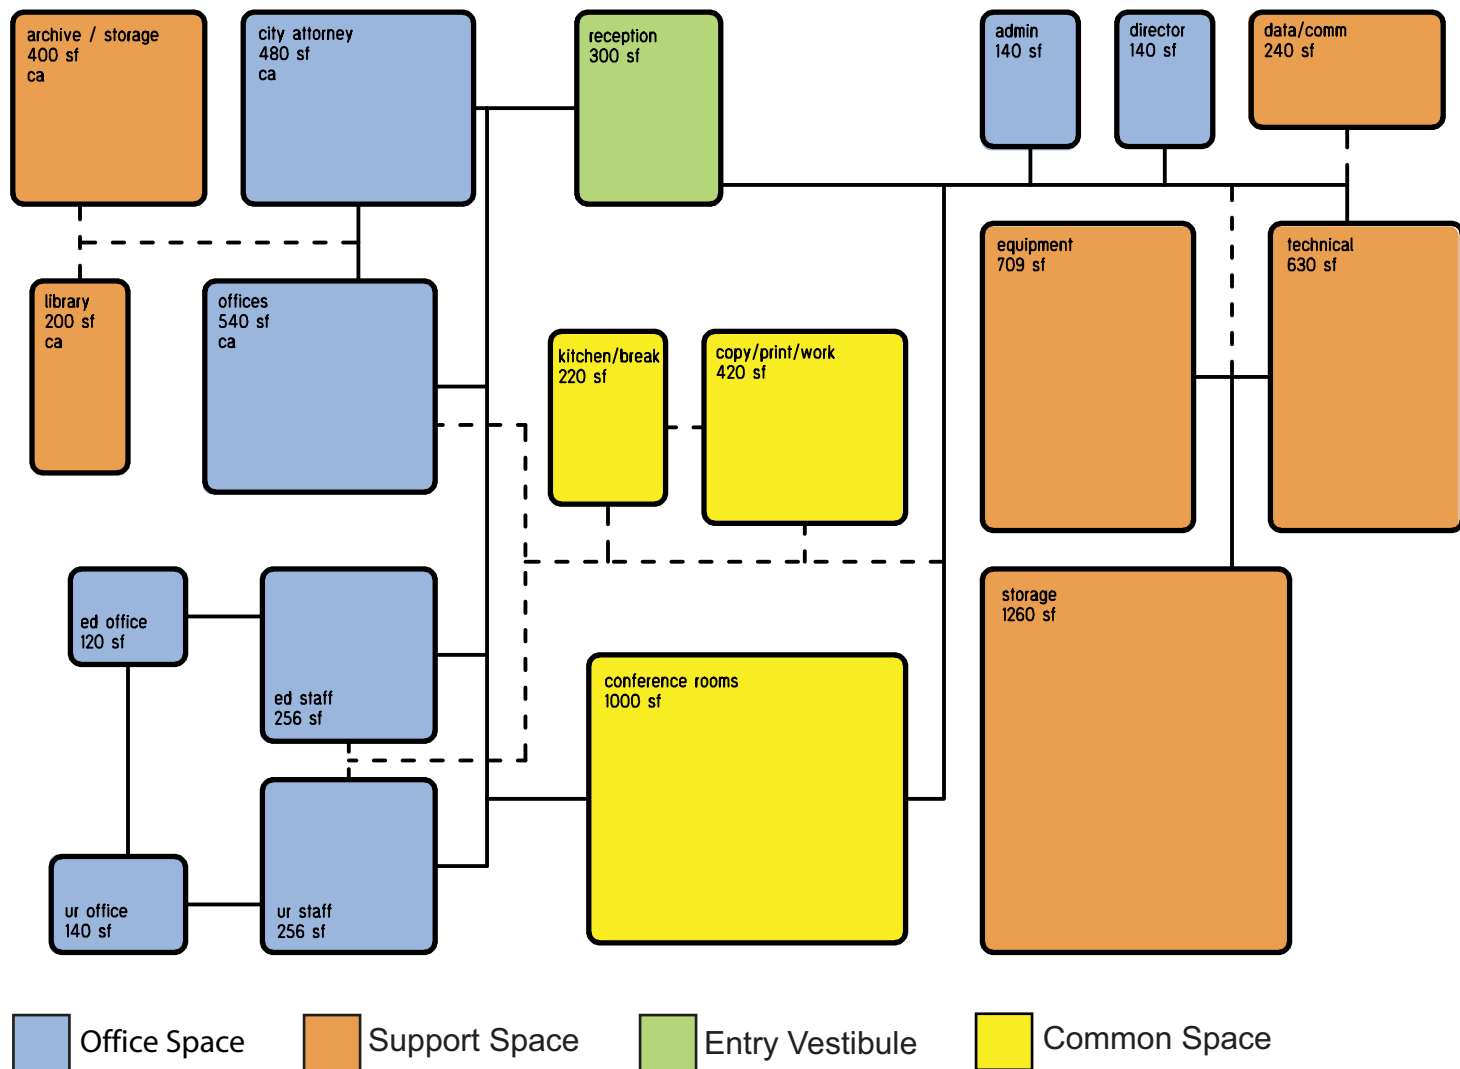 archive / storage
400 sf
ca
city attorney
480 sf
ca
reception
300 sf
admin
140 sf
director
140 sf
data/comm
240 sf
library
200 sf
ca
offices
540 sf
ca
kitchen/break
220 sf
copy/print/work
420 sf
equipment
709 sf
technical
630 sf
ed office
120 sf
ed staff
256 sf
conference rooms
1000 sf
storage
1260 sf
ur office
140 sf
ur staff
256 sf
Office Space
Support Space
Entry Vestibule
Common Space